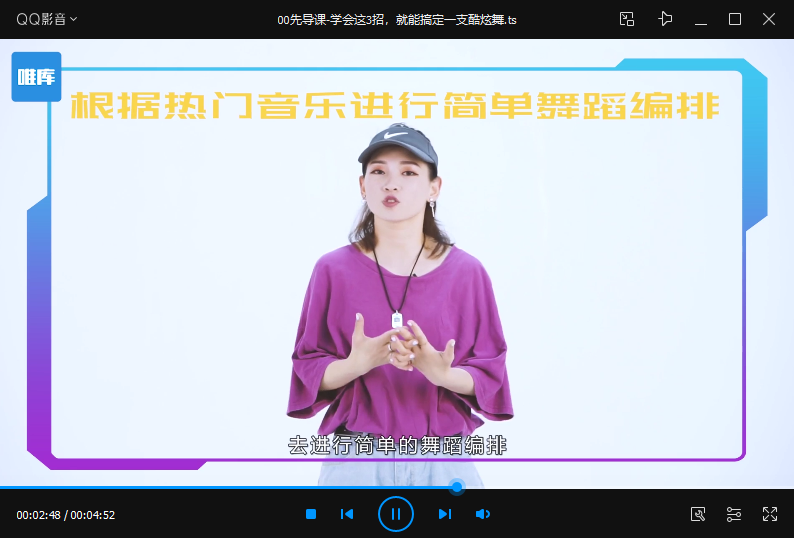 QQ影音
00先导课-学会这3招，就能搞定一支酷炫舞.ts
唯库
根据热门音乐进行简单舞蹈编排
去进行简单的舞蹈编排
00:02:48 / 00:04:52